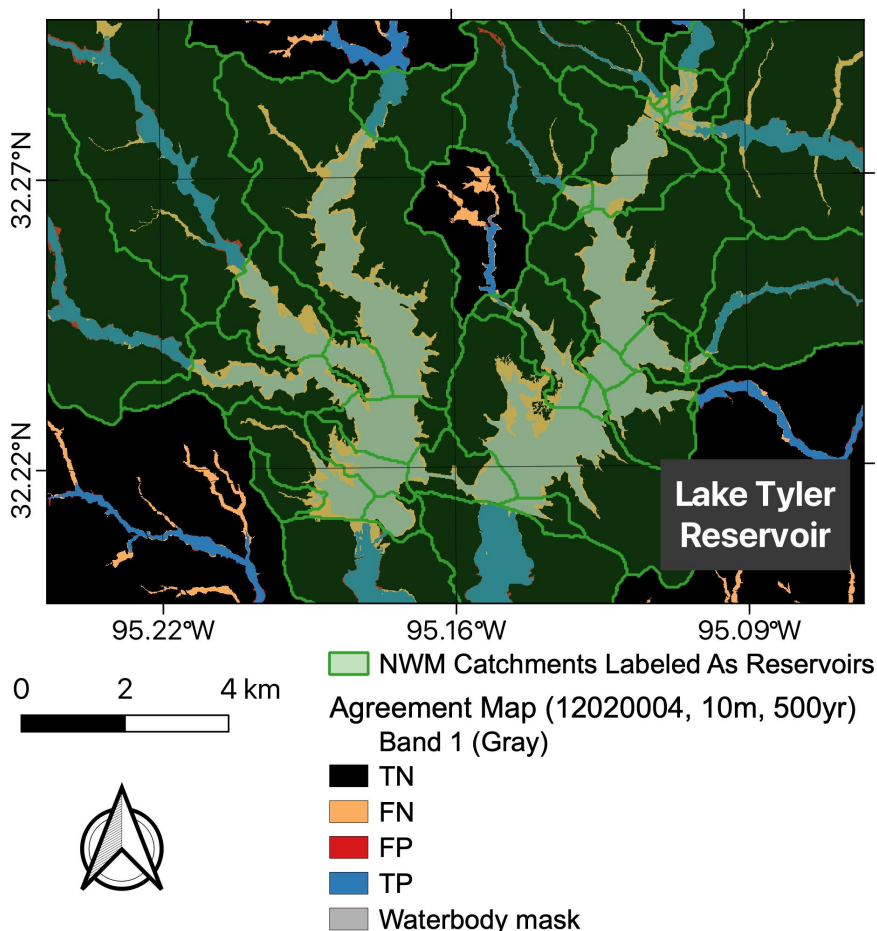 32.27°N
32.22°N
Lake Tyler
Reservoir
95.22°W
95.16°W
95.09°W
NWM Catchments Labeled As Reservoirs
0 2 4 km
Agreement Map (12020004, 10m, 500yr)
Band 1 (Gray)
TN
FN
FP
TP
Waterbody mask